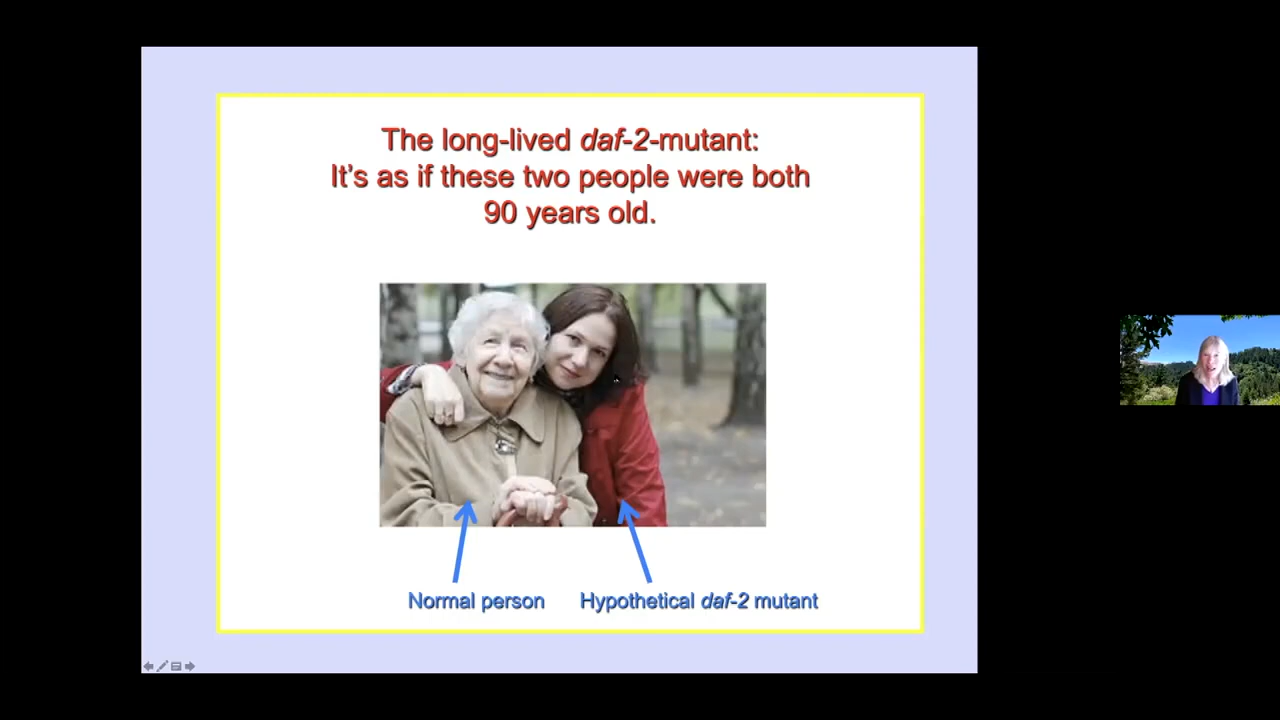 The long-lived daf-2-mutant:
It's as if these two people were both
90 years old.
Normal person
Hypothetical daf-2 mutant